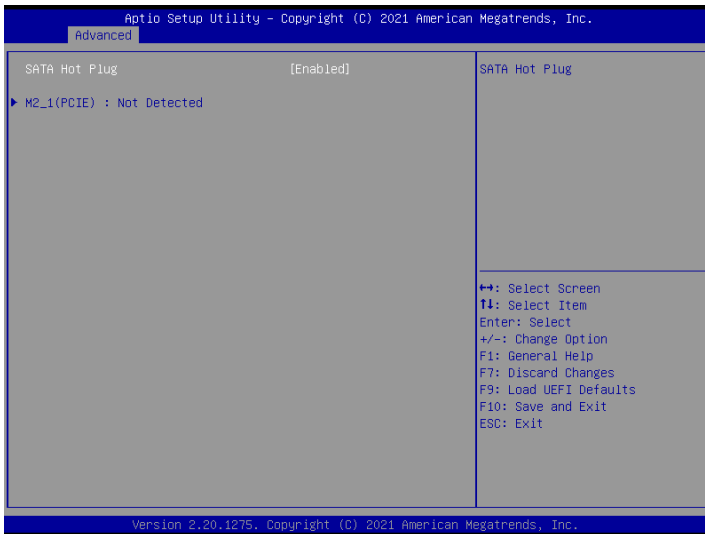 Aptio Setup Utility – Copyright (C) 2021 American Megatrends, Inc.
Advanced
SATA Hot Plug [Enabled]
▶ M2_1(PCIE) : Not Detected
SATA Hot Plug
↔: Select Screen
↑↓: Select Item
Enter: Select
+/-: Change Option
F1: General Help
F7: Discard Changes
F9: Load UEFI Defaults
F10: Save and Exit
ESC: Exit
Version 2.20.1275. Copyright (C) 2021 American Megatrends, Inc.